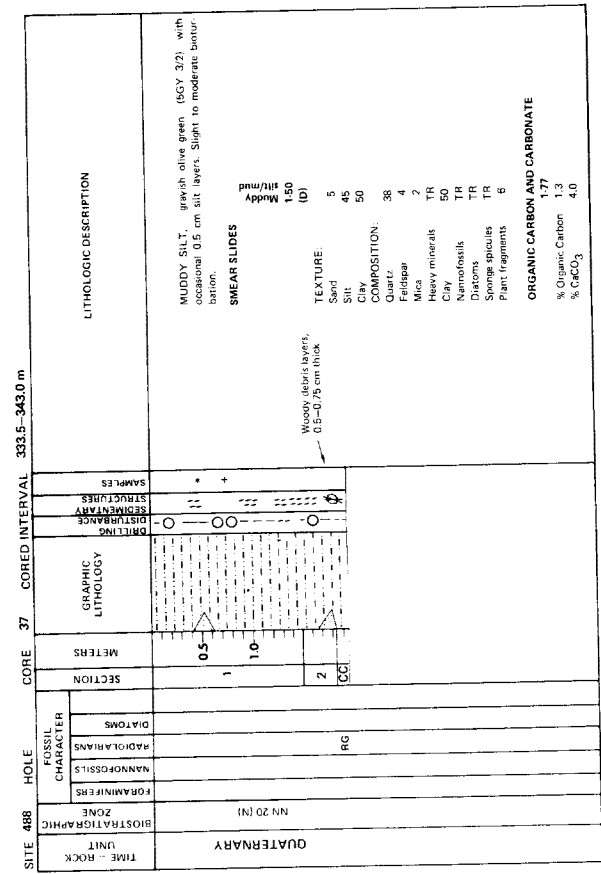 SITE 488 HOLE CORE 37 CORED INTERVAL 333.5–343.0 m
TIME – ROCK
UNIT
BIOSTRATIGRAPHIC
ZONE
FOSSIL
CHARACTER
FORAMINIFERS
NANNOFOSSILS
RADIOLARIANS
DIATOMS
SECTION
METERS
GRAPHIC
LITHOLOGY
DRILLING
DISTURBANCE
SEDIMENTARY
STRUCTURES
SAMPLES
LITHOLOGIC DESCRIPTION
QUATERNARY
NN 20 (N)
RG
1
2
CC
0.5
1.0
*
+
Woody debris layers,
0.5–0.75 cm thick
MUDDY SILT, grayish olive green (5GY 3/2) with
occasional 0.5 cm silt layers. Slight to moderate biotur-
bation.
SMEAR SLIDES
Muddy
silt/mud
1-50
(D)
TEXTURE:
Sand 5
Silt 45
Clay 50
COMPOSITION:
Quartz 38
Feldspar 4
Mica 2
Heavy minerals TR
Clay 50
Nannofossils TR
Diatoms TR
Sponge spicules TR
Plant fragments 6
ORGANIC CARBON AND CARBONATE
1-77
% Organic Carbon 1.3
% CaCO3 4.0